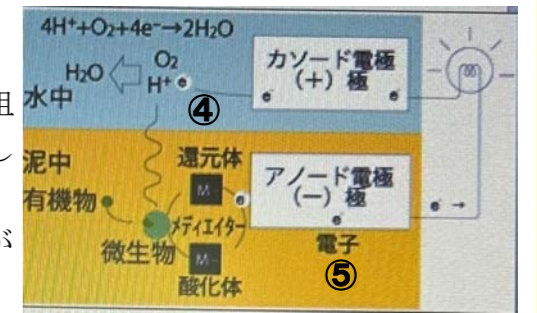 4H⁺+O₂+4e⁻→2H₂O
O₂
H₂O
H⁺ e
水中
④
カソード電極
(+) 極
e e
泥中
有機物
微生物
還元体
M
メディエイター
M
酸化体
e
アノード電極
(−) 極
e
電子
⑤
e⁻ →